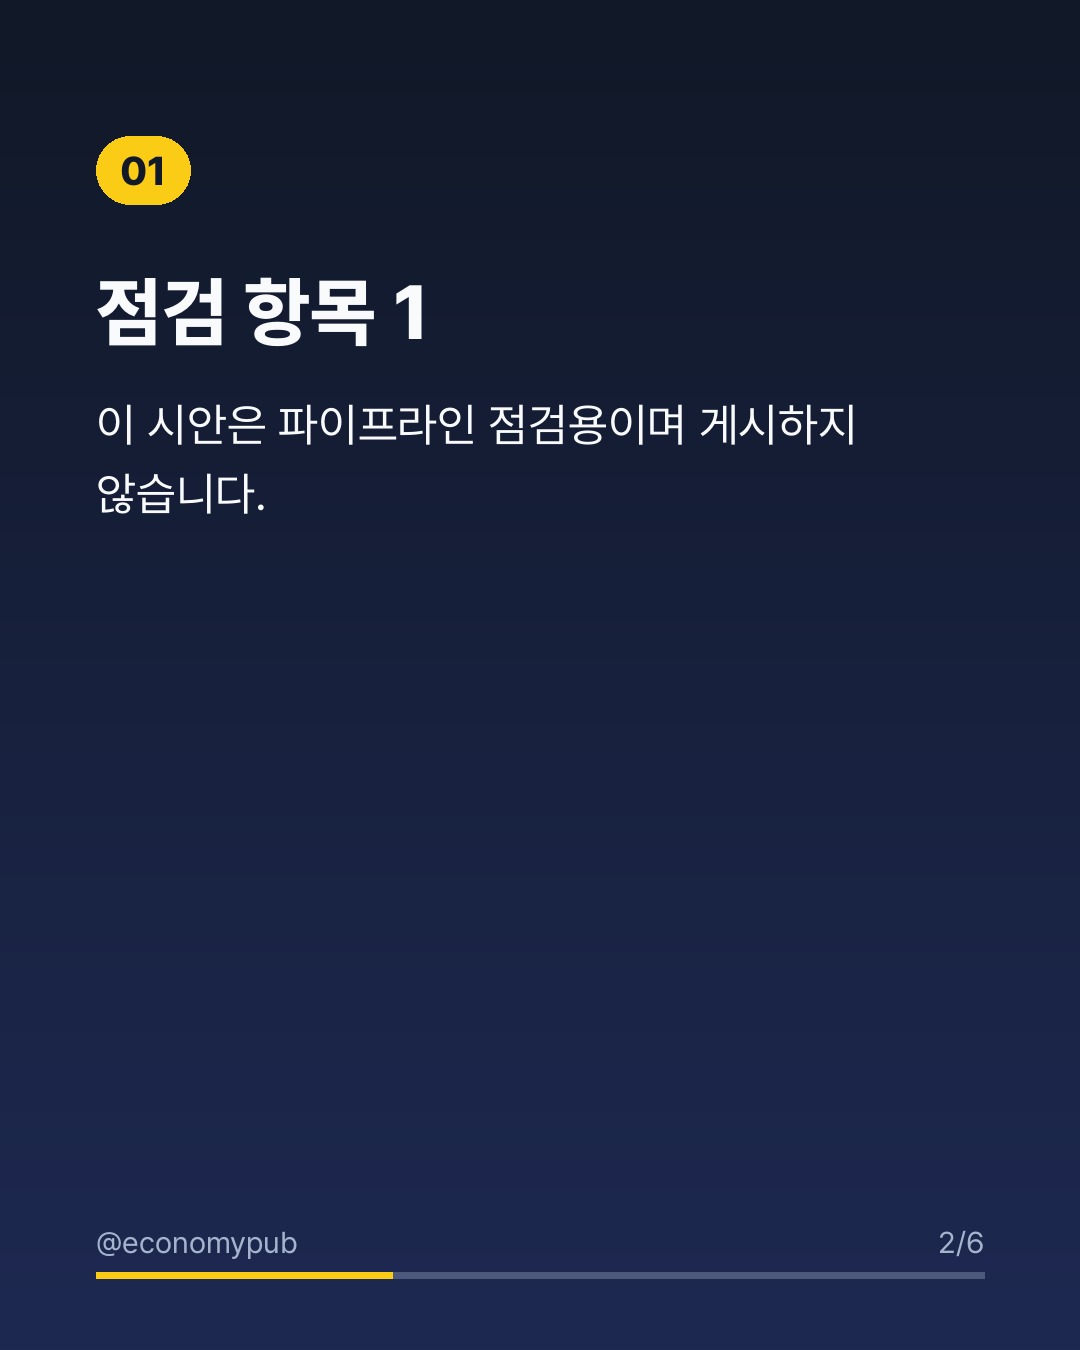 01
점검 항목 1
이 시안은 파이프라인 점검용이며 게시하지
않습니다.
@economypub
2/6